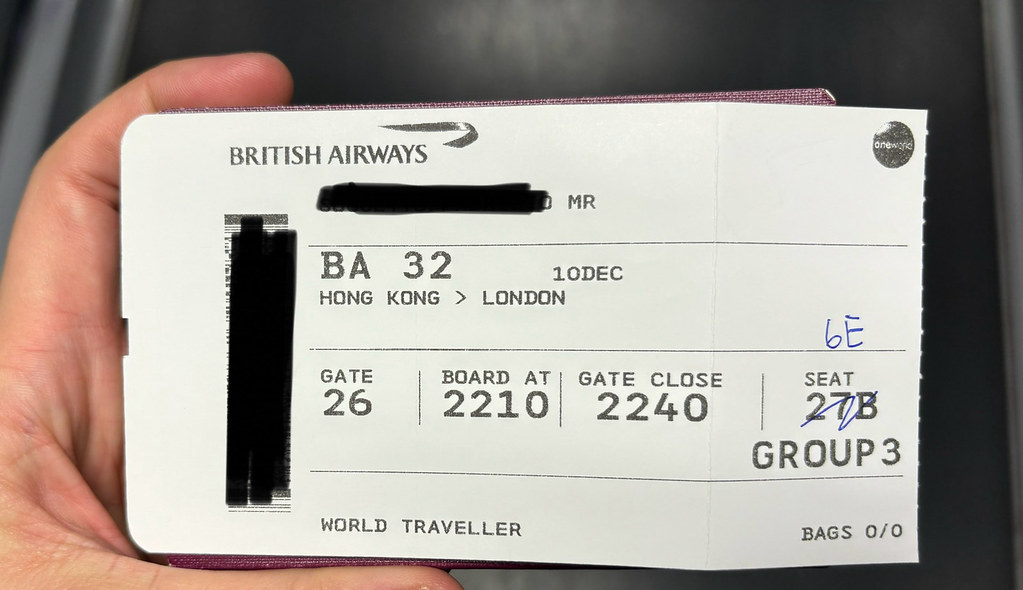 BRITISH AIRWAYS
oneworld
MR
BA 32 10DEC
HONG KONG > LONDON
6E
GATE BOARD AT GATE CLOSE SEAT
26 2210 2240 27B
GROUP 3
WORLD TRAVELLER BAGS 0/0